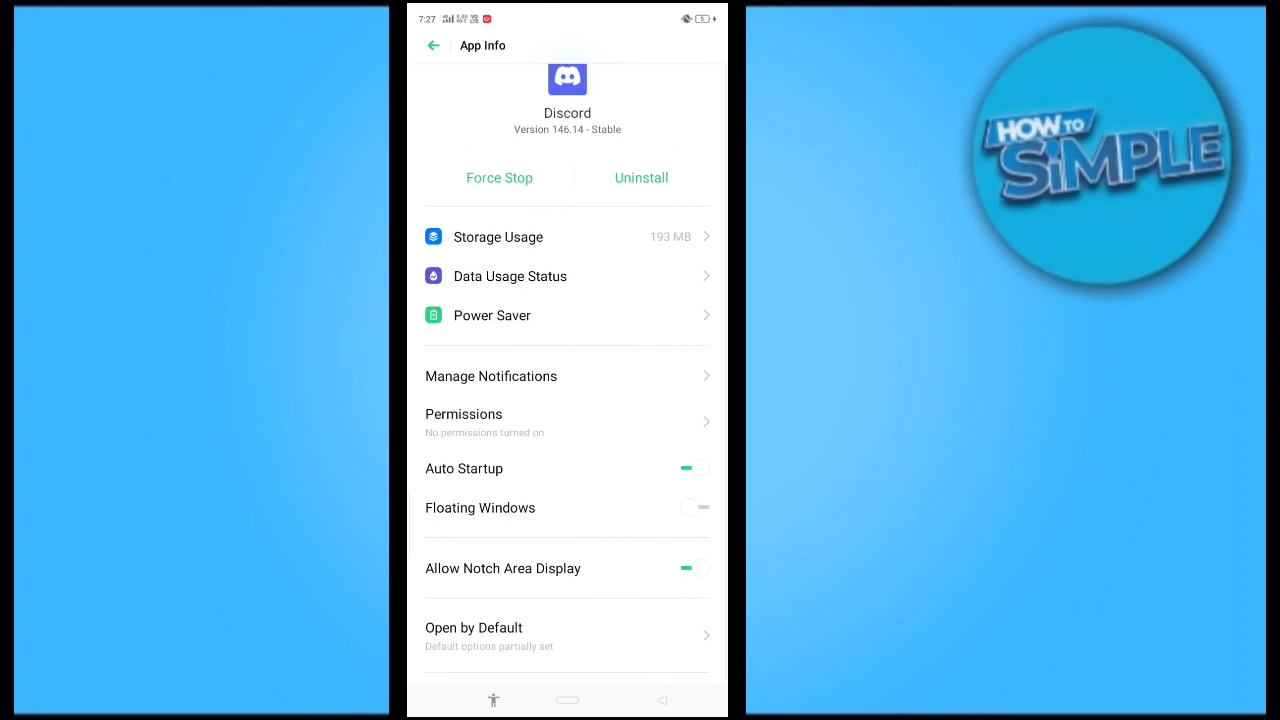 7:27
5
App Info
Discord
Version 146.14 - Stable
Force Stop
Uninstall
Storage Usage
193 MB
Data Usage Status
Power Saver
Manage Notifications
Permissions
No permissions turned on
Auto Startup
Floating Windows
Allow Notch Area Display
Open by Default
Default options partially set
HOW TO
SiMPLE